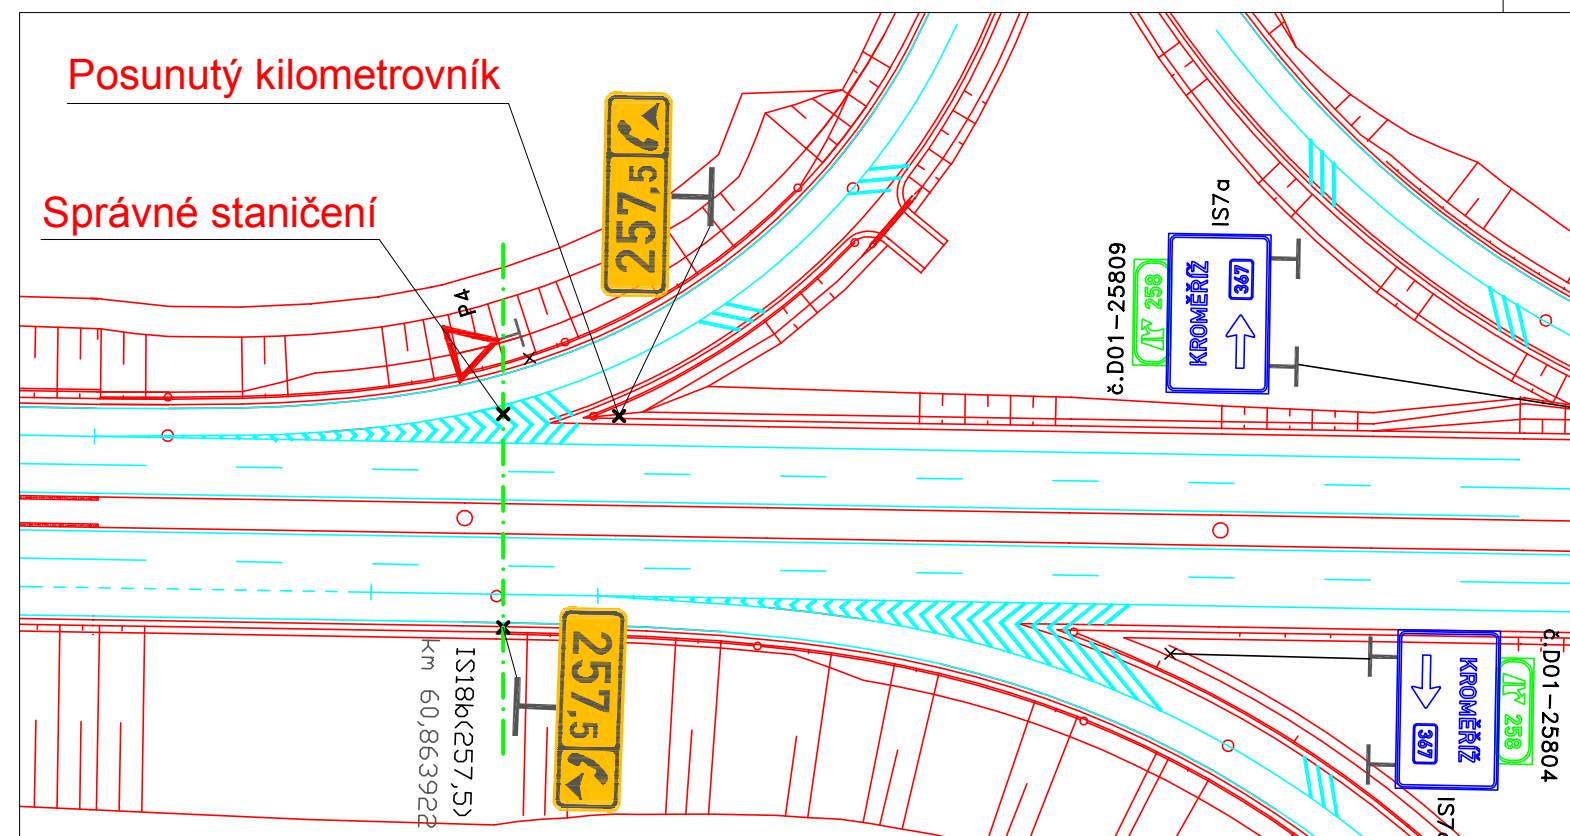 Posunutý kilometrovník
Správné staničení
257,5
P4
IS7a
č.D01-25809
258
KROMĚŘÍŽ
367
257,5
IS18b(257,5)
km 60,863922
č.D01-25804
258
KROMĚŘÍŽ
367